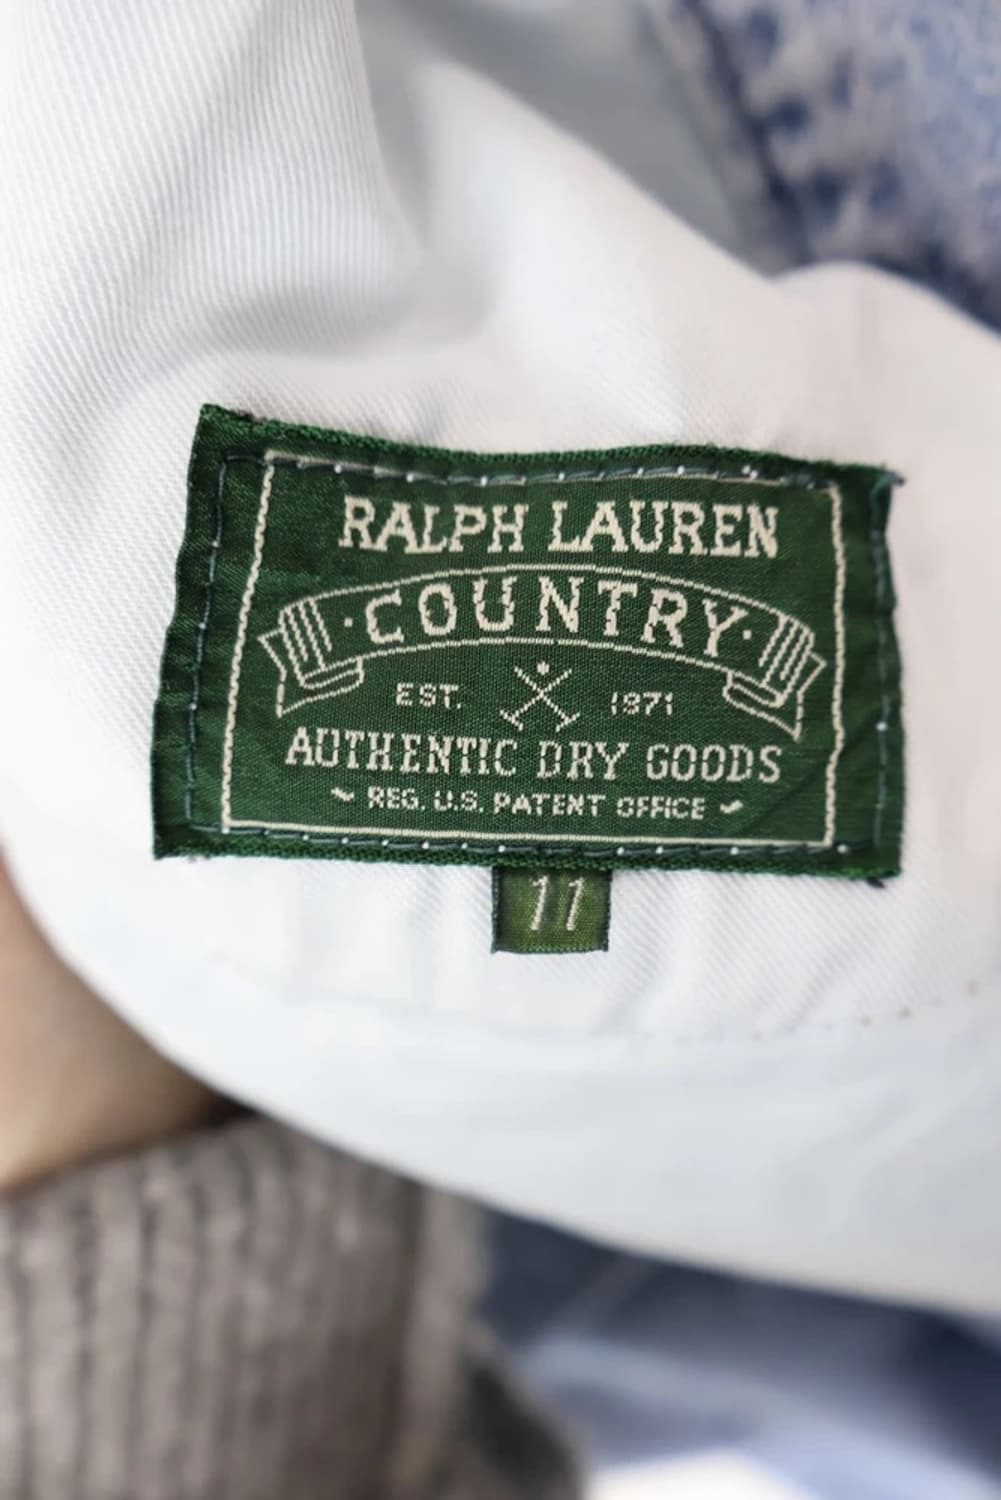 RALPH LAUREN
·COUNTRY·
EST. 1971
AUTHENTIC DRY GOODS
REG. U.S. PATENT OFFICE
11